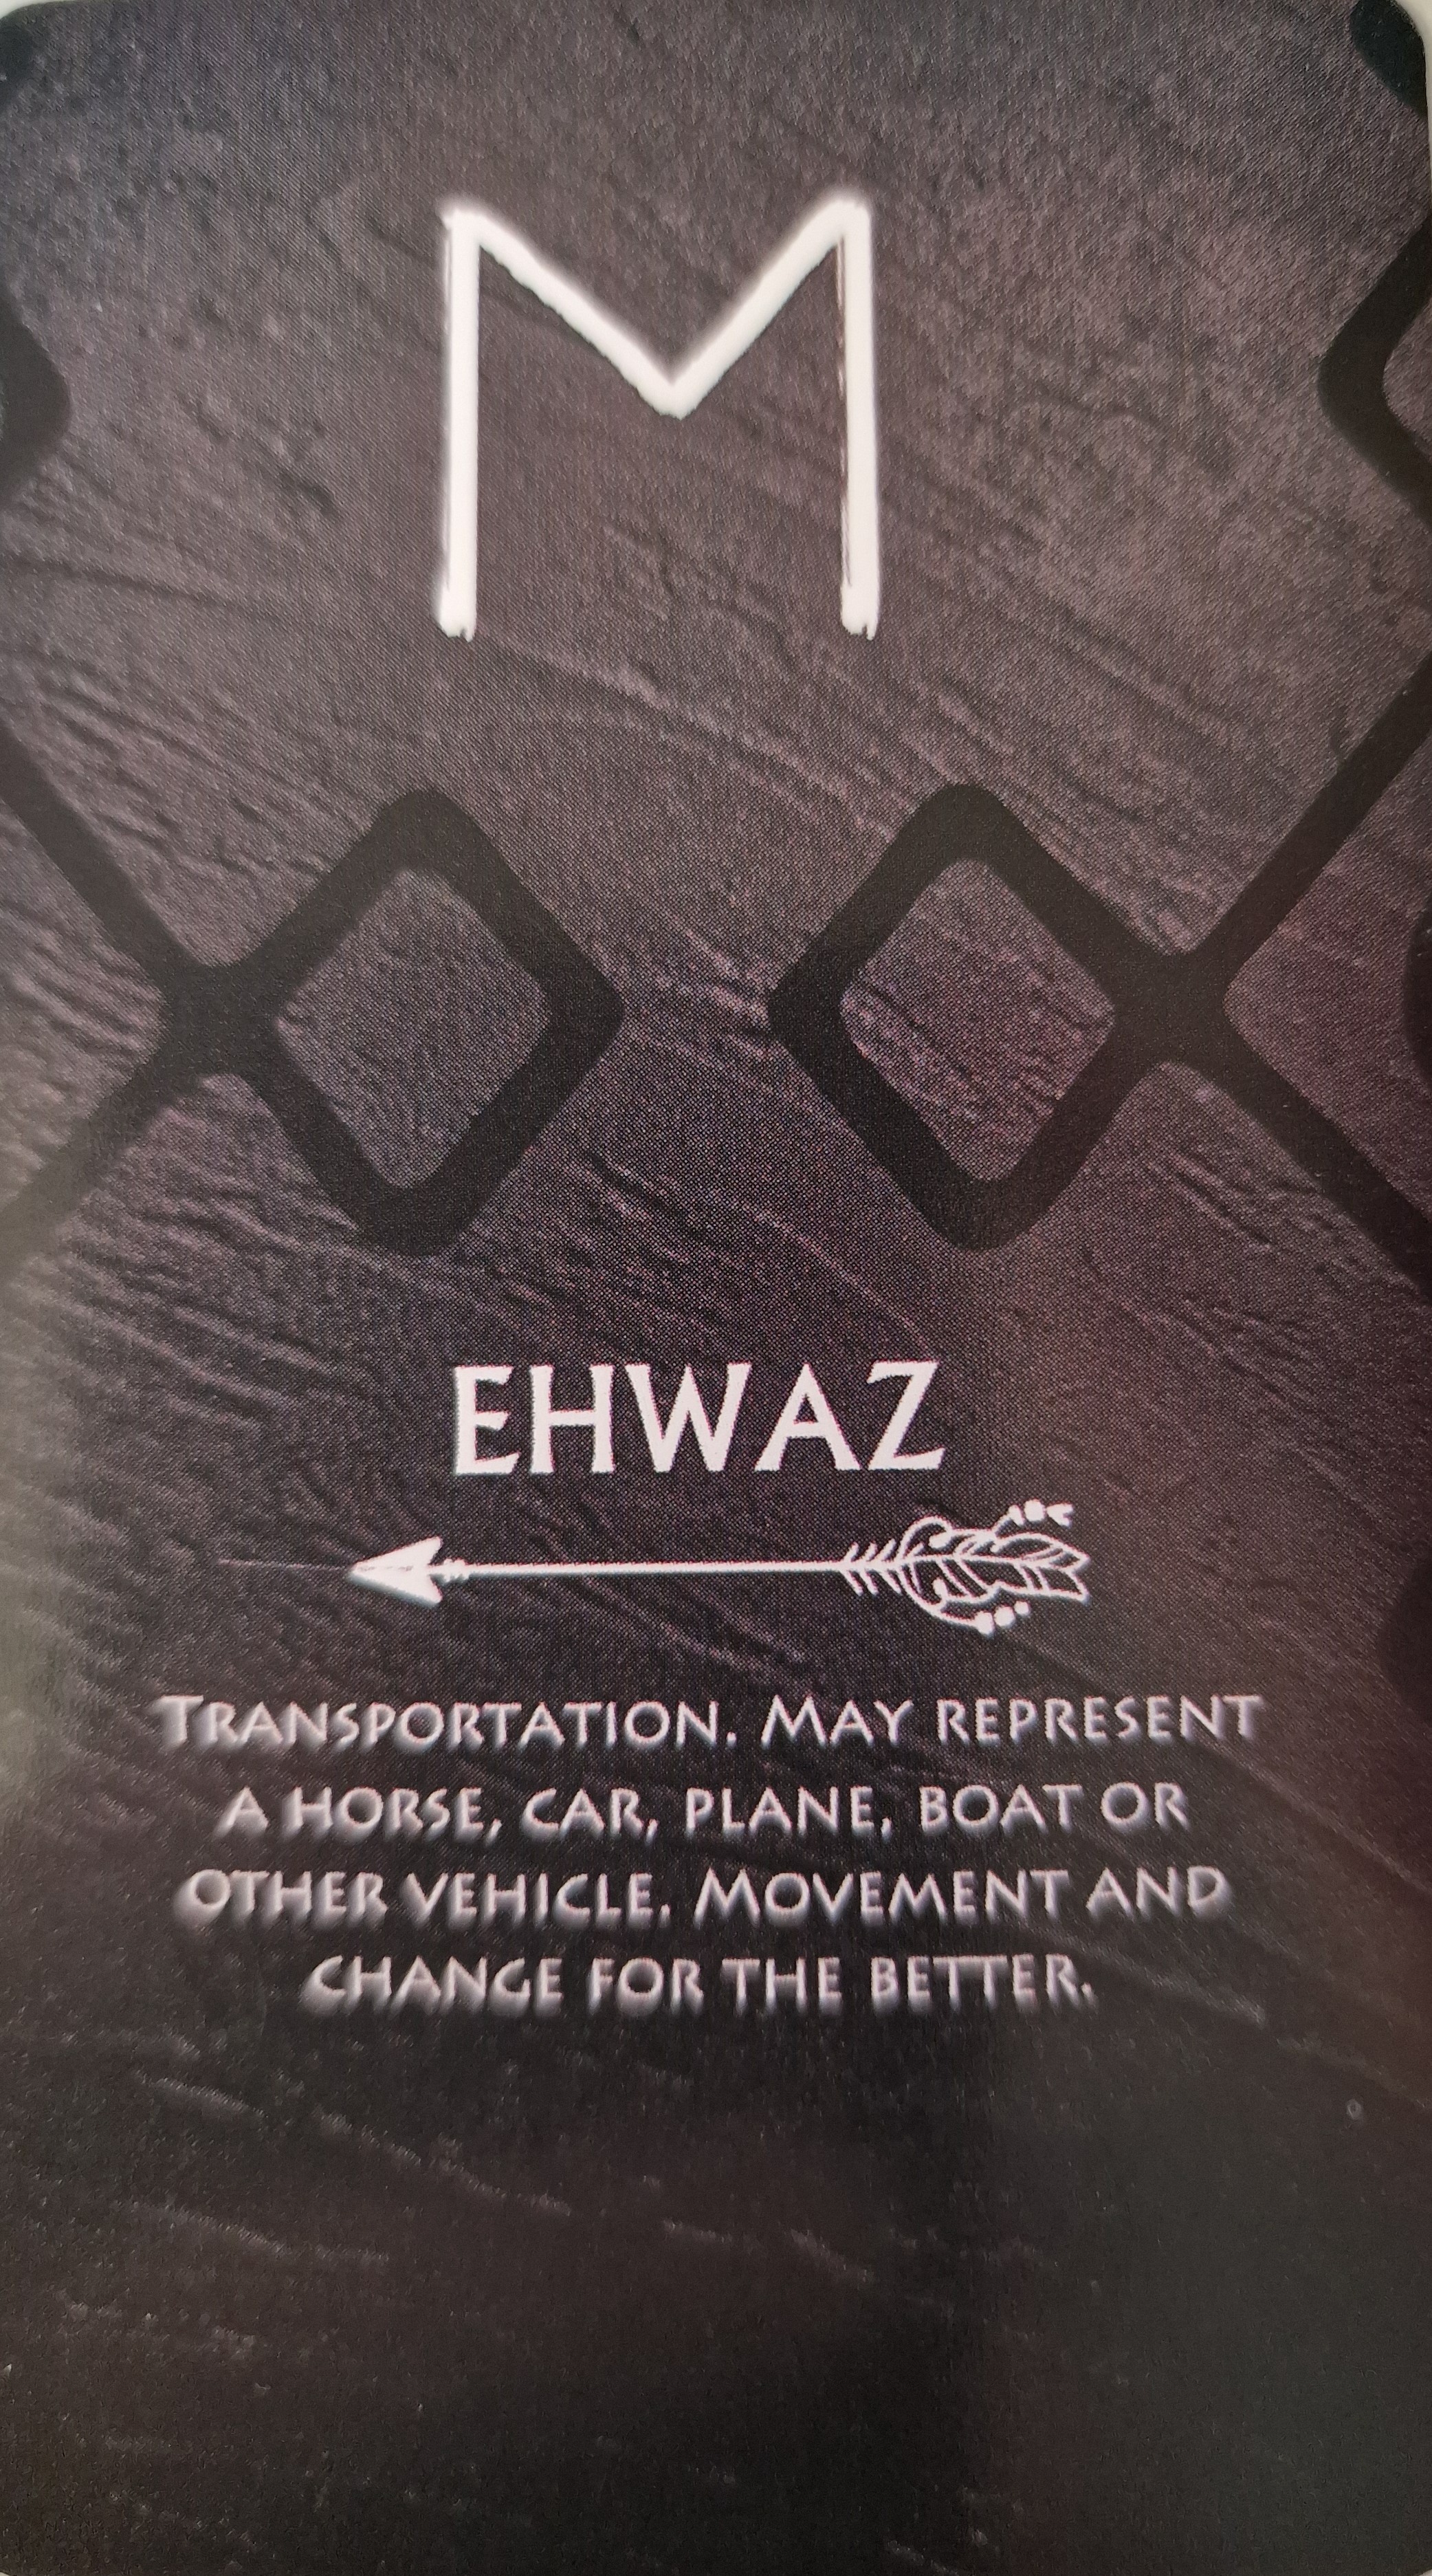 ᛖ
EHWAZ
TRANSPORTATION. MAY REPRESENT
A HORSE, CAR, PLANE, BOAT OR
OTHER VEHICLE. MOVEMENT AND
CHANGE FOR THE BETTER.